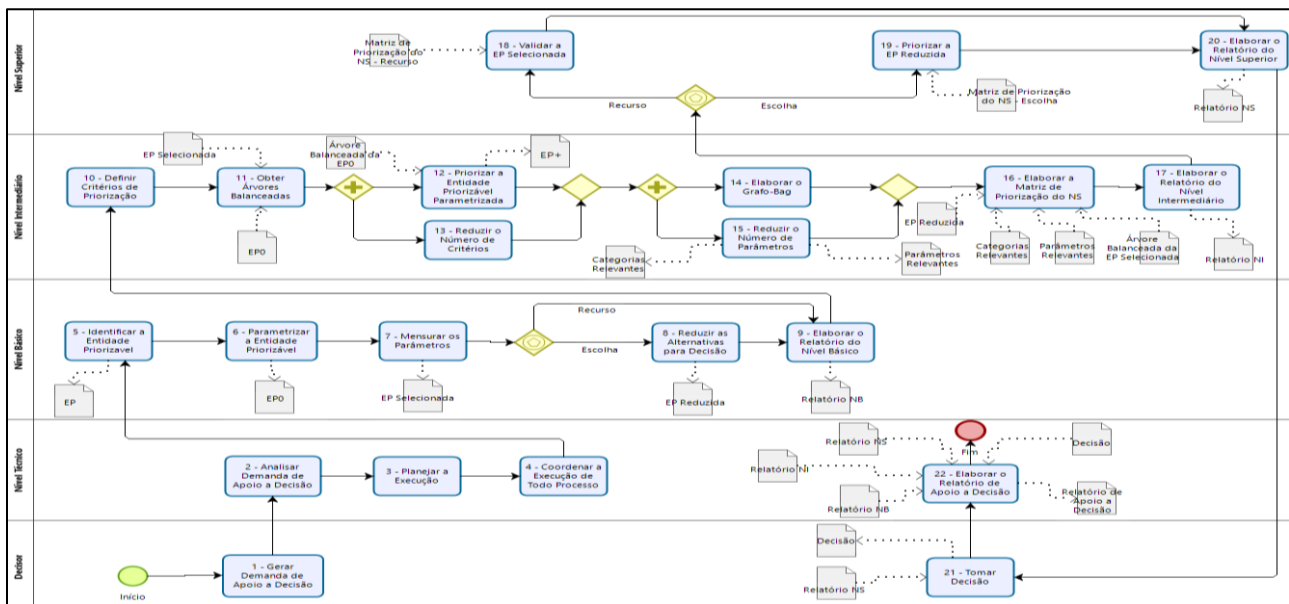 Nível Superior
18 - Validar a
EP Selecionada
Matriz de
Priorização do
NS - Recurso
19 - Priorizar a
EP Reduzida
20 - Elaborar o
Relatório do
Nível Superior
Recurso
Escolha
Matriz de Priorização
do NS - Escolha
Relatório NS
Nível Intermediário
EP Selecionada
Árvore
Balanceada da
EP0
EP+
10 - Definir
Critérios de
Priorização
11 - Obter
Árvores
Balanceadas
12 - Priorizar a
Entidade
Priorizável
Parametrizada
14 - Elaborar o
Grafo-Bag
16 - Elaborar a
Matriz de
Priorização do NS
17 - Elaborar o
Relatório do
Nível
Intermediário
EP0
13 - Reduzir o
Número de
Critérios
15 - Reduzir o
Número de
Parâmetros
EP Reduzida
Categorias
Relevantes
Parâmetros
Relevantes
Categorias
Relevantes
Parâmetros
Relevantes
Árvore
Balanceada da
EP Selecionada
Relatório NI
Nível Básico
Recurso
5 - Identificar a
Entidade
Priorizavel
6 - Parametrizar
a Entidade
Priorizável
7 - Mensurar os
Parâmetros
Escolha
8 - Reduzir as
Alternativas
para Decisão
9 - Elaborar o
Relatório do
Nível Básico
EP
EP0
EP Selecionada
EP Reduzida
Relatório NB
Nível Técnico
2 - Analisar
Demanda de
Apoio a Decisão
3 - Planejar a
Execução
4 - Coordenar a
Execução de
Todo Processo
Relatório NS
Fim
Decisão
Relatório NI
22 - Elaborar o
Relatório de
Apoio a Decisão
Relatório NB
Relatório de
Apoio a
Decisão
Decisor
Início
1 - Gerar
Demanda de
Apoio a Decisão
Decisão
Relatório NS
21 - Tomar
Decisão